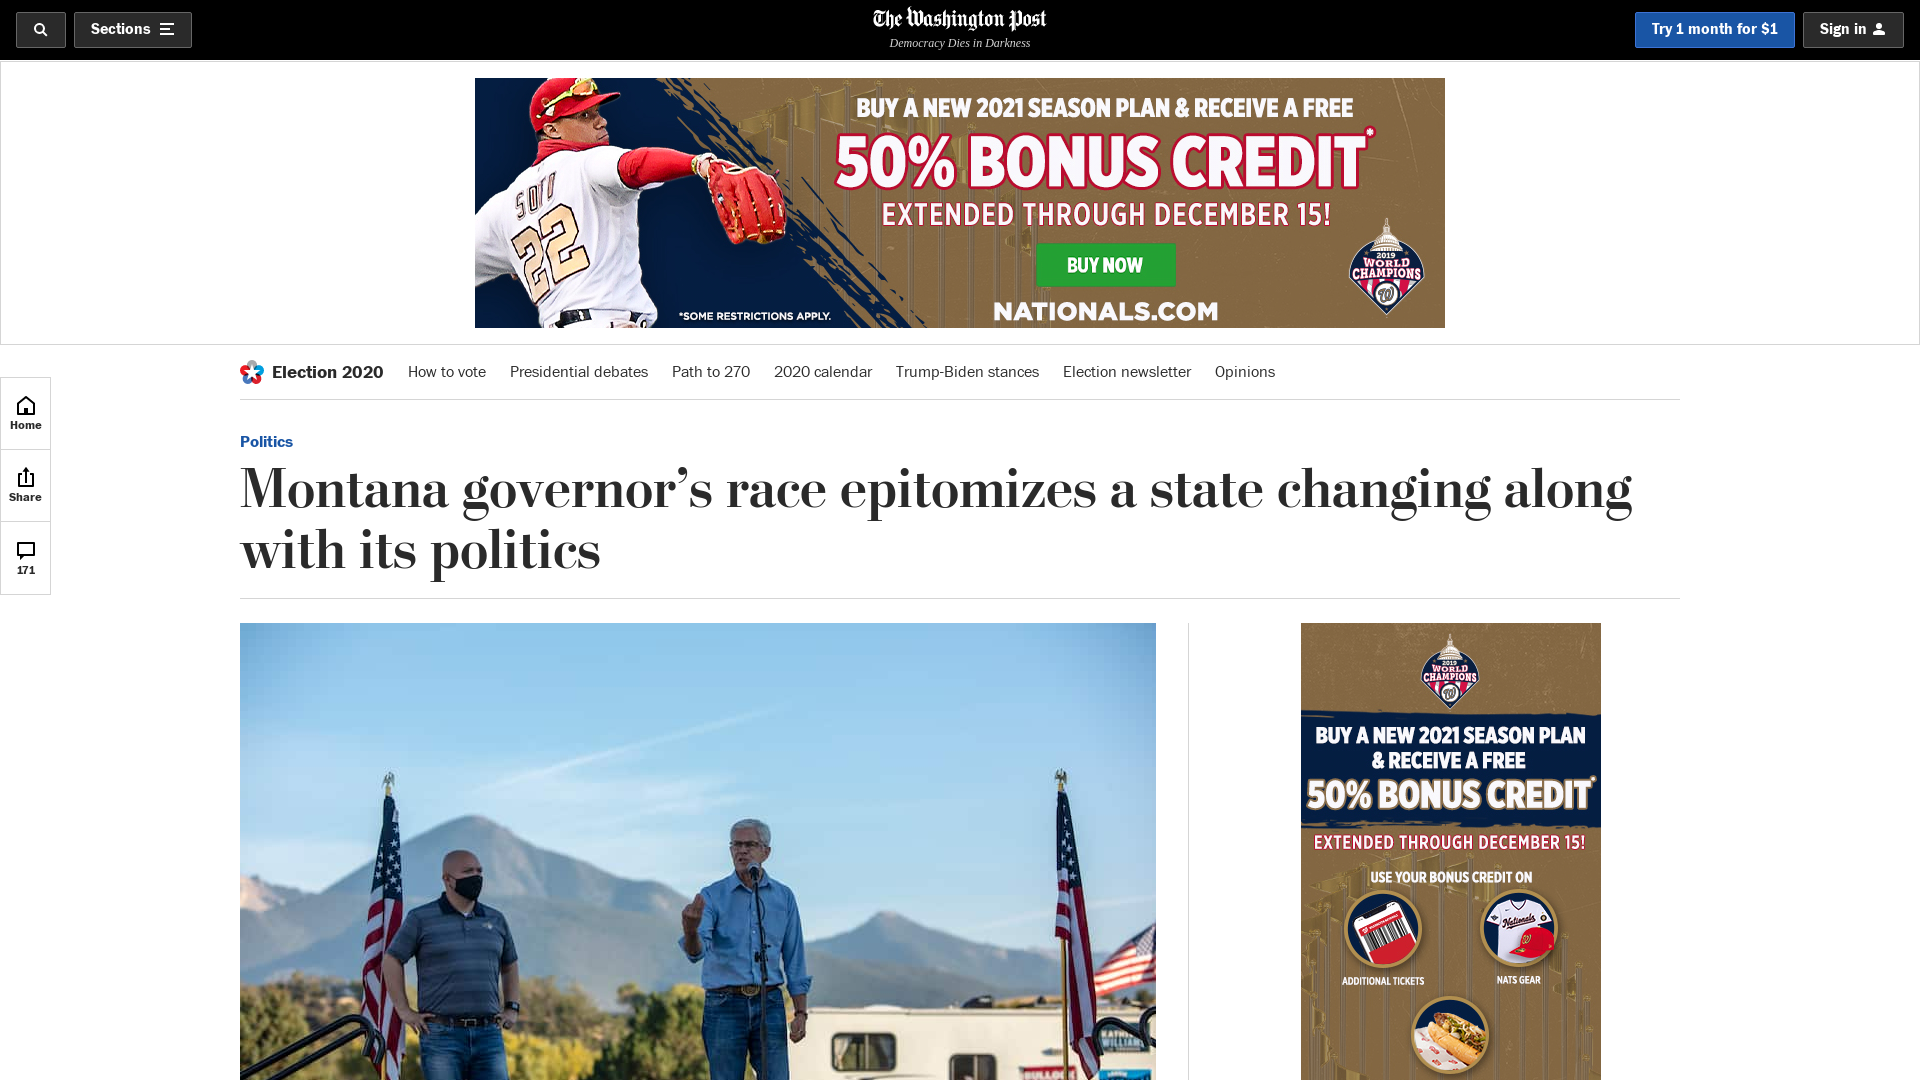 Sections
The Washington Post
Democracy Dies in Darkness
Try 1 month for $1
Sign in
BUY A NEW 2021 SEASON PLAN & RECEIVE A FREE
50% BONUS CREDIT*
EXTENDED THROUGH DECEMBER 15!
BUY NOW
NATIONALS.COM
*SOME RESTRICTIONS APPLY.
22
2019
WORLD
CHAMPIONS
W
Election 2020
How to vote
Presidential debates
Path to 270
2020 calendar
Trump-Biden stances
Election newsletter
Opinions
Home
Share
171
Politics
Montana governor’s race epitomizes a state changing along
with its politics
2019
WORLD
CHAMPIONS
W
BUY A NEW 2021 SEASON PLAN
& RECEIVE A FREE
50% BONUS CREDIT*
EXTENDED THROUGH DECEMBER 15!
USE YOUR BONUS CREDIT ON
Nationals
ADDITIONAL TICKETS
NATS GEAR
WILLIAMS
BULLOCK